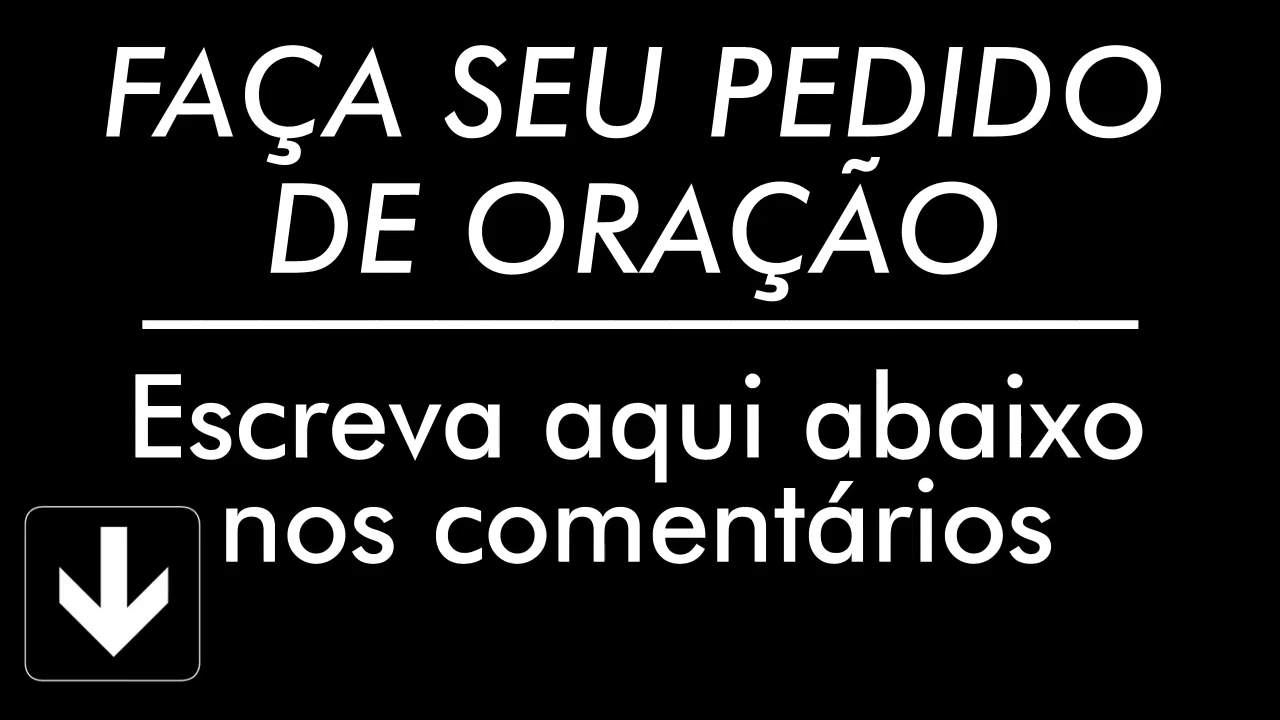 FAÇA SEU PEDIDO
DE ORAÇÃO
Escreva aqui abaixo
nos comentários